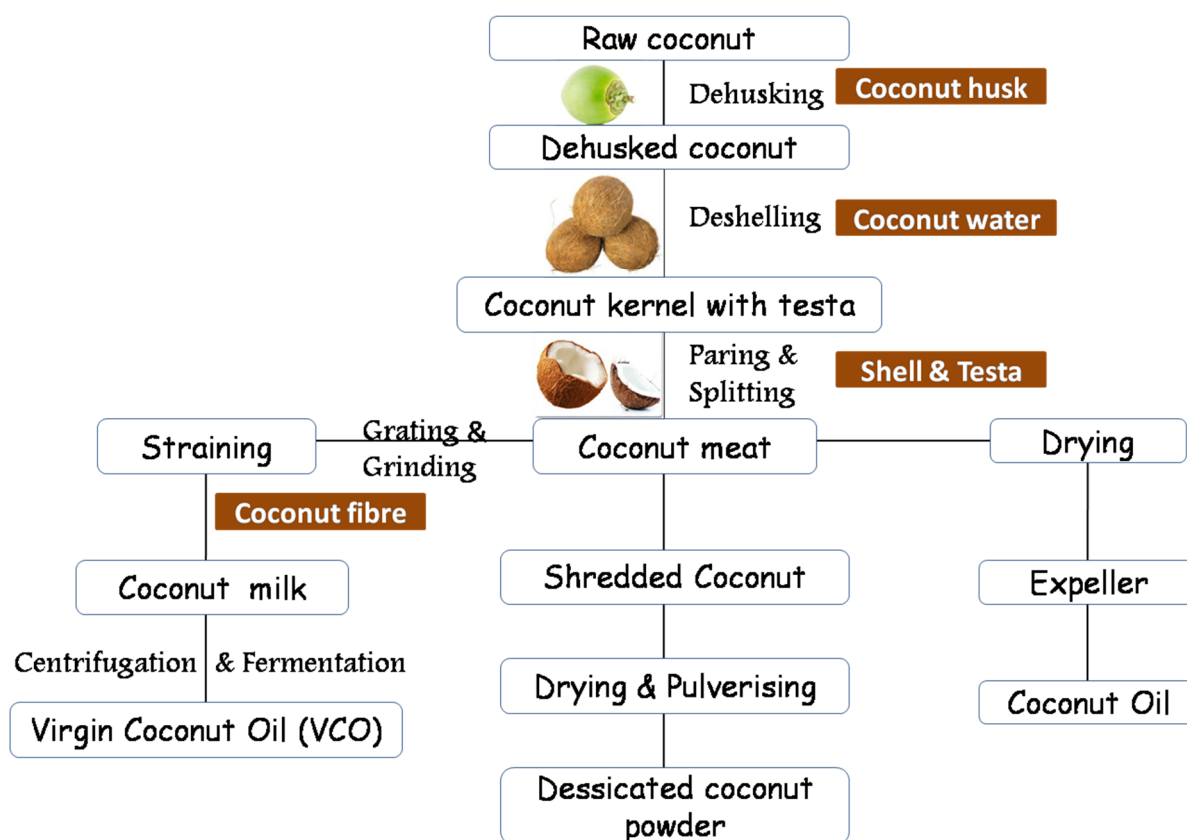 Raw coconut
Dehusking
Coconut husk
Dehusked coconut
Deshelling
Coconut water
Coconut kernel with testa
Paring &
Splitting
Shell & Testa
Straining
Grating &
Grinding
Coconut meat
Drying
Coconut fibre
Coconut milk
Shredded Coconut
Expeller
Centrifugation & Fermentation
Drying & Pulverising
Coconut Oil
Virgin Coconut Oil (VCO)
Dessicated coconut
powder